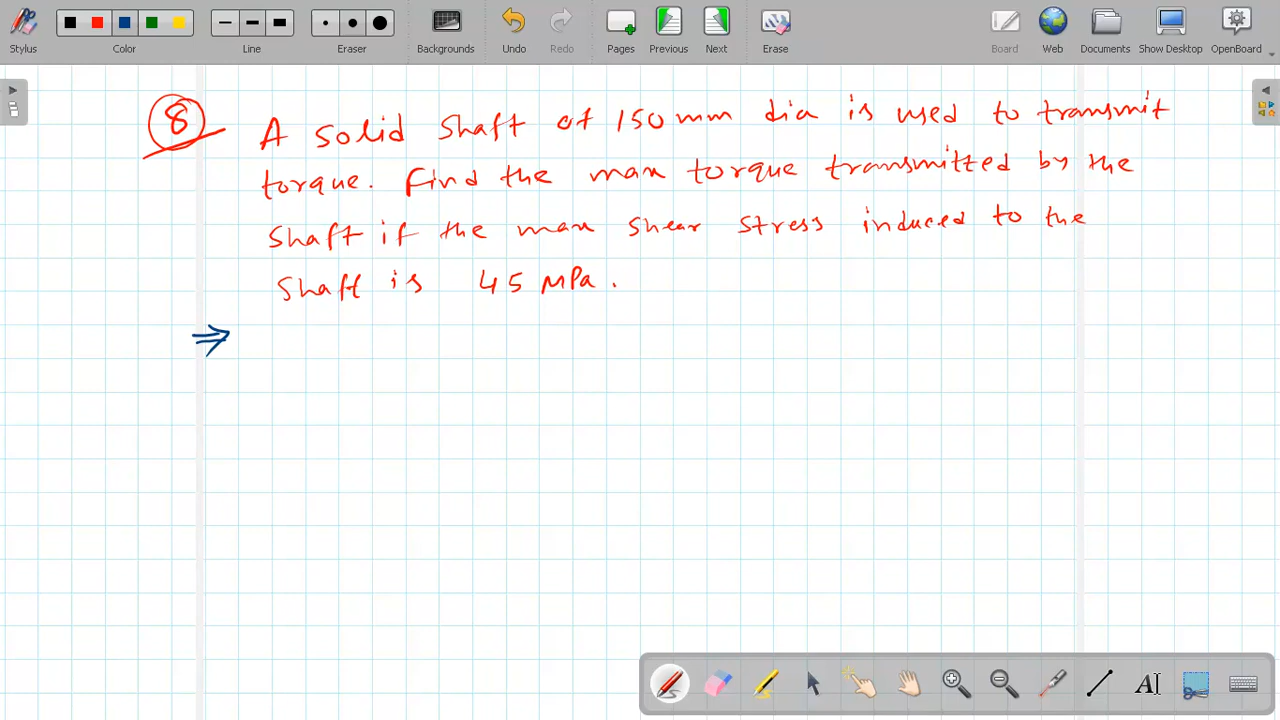 Stylus
Color
Line
Eraser
Backgrounds
Undo
Redo
Pages
Previous
Next
Erase
Board
Web
Documents
Show Desktop
OpenBoard
8
A solid shaft of 150mm dia is used to transmit
torque. Find the max torque transmitted by the
shaft if the max shear stress induced to the
shaft is 45 MPa.
⇒